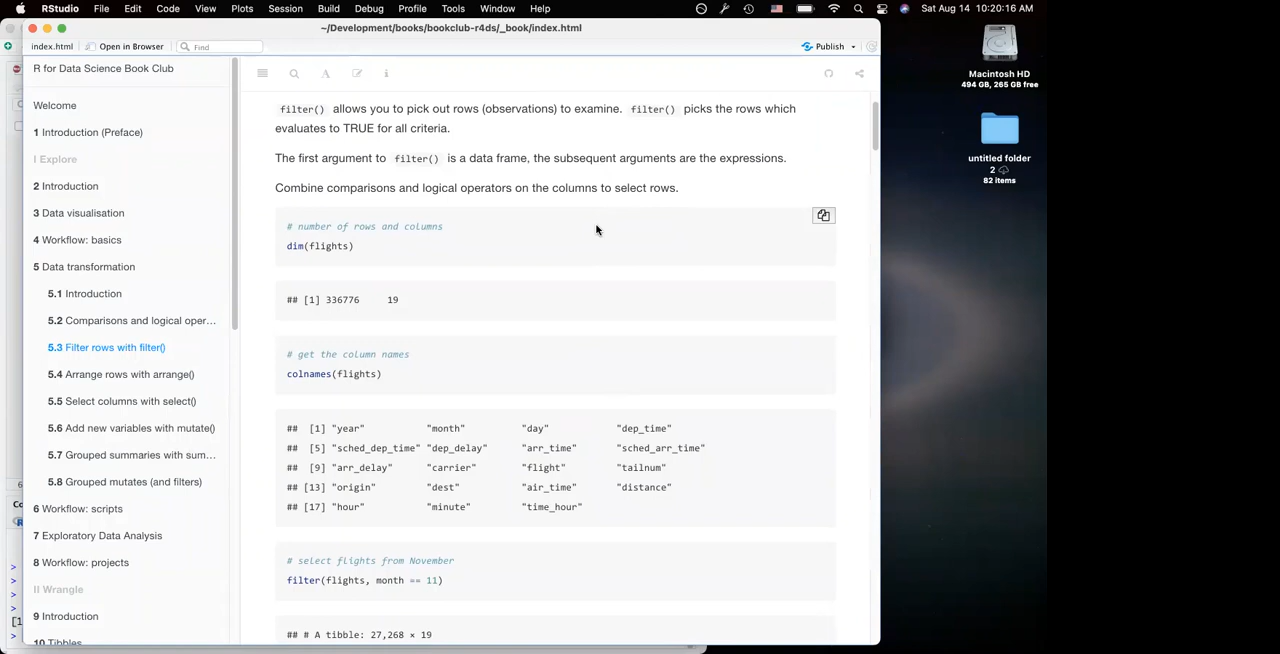 RStudio File Edit Code View Plots Session Build Debug Profile Tools Window Help Sat Aug 14 10:20:16 AM
~/Development/books/bookclub-r4ds/_book/index.html
index.html Open in Browser Find Publish
R for Data Science Book Club
Welcome
1 Introduction (Preface)
I Explore
2 Introduction
3 Data visualisation
4 Workflow: basics
5 Data transformation
5.1 Introduction
5.2 Comparisons and logical oper...
5.3 Filter rows with filter()
5.4 Arrange rows with arrange()
5.5 Select columns with select()
5.6 Add new variables with mutate()
5.7 Grouped summaries with sum...
5.8 Grouped mutates (and filters)
6 Workflow: scripts
7 Exploratory Data Analysis
8 Workflow: projects
II Wrangle
9 Introduction
10 Tibbles
filter() allows you to pick out rows (observations) to examine. filter() picks the rows which
evaluates to TRUE for all criteria.
The first argument to filter() is a data frame, the subsequent arguments are the expressions.
Combine comparisons and logical operators on the columns to select rows.
# number of rows and columns
dim(flights)
## [1] 336776 19
# get the column names
colnames(flights)
## [1] "year" "month" "day" "dep_time"
## [5] "sched_dep_time" "dep_delay" "arr_time" "sched_arr_time"
## [9] "arr_delay" "carrier" "flight" "tailnum"
## [13] "origin" "dest" "air_time" "distance"
## [17] "hour" "minute" "time_hour"
# select flights from November
filter(flights, month == 11)
## # A tibble: 27,268 × 19
Macintosh HD
494 GB, 265 GB free
untitled folder
2
82 items